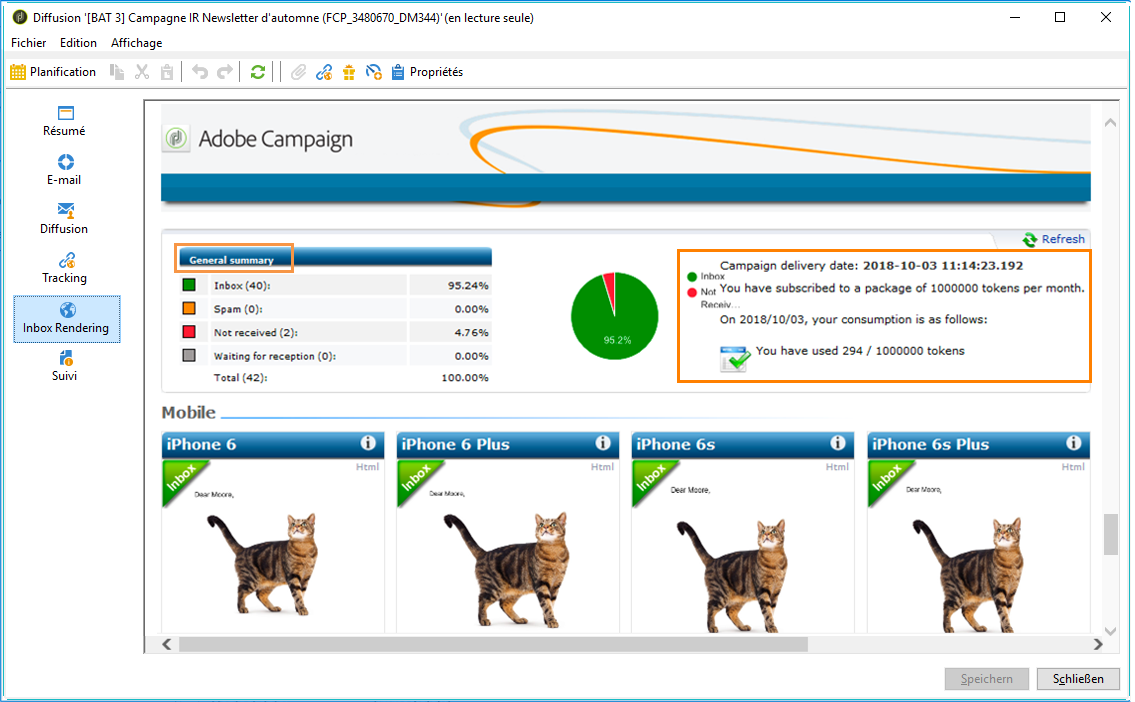 Diffusion '[BAT 3] Campagne IR Newsletter d'automne (FCP_3480670_DM344)' (en lecture seule)
Fichier Edition Affichage
Planification Propriétés
Résumé
E-mail
Diffusion
Tracking
Inbox Rendering
Suivi
Adobe Campaign
Refresh
General summary
Inbox (40): 95.24%
Spam (0): 0.00%
Not received (2): 4.76%
Waiting for reception (0): 0.00%
Total (42): 100.00%
95.2%
Inbox
Not
Receiv...
Campaign delivery date: 2018-10-03 11:14:23.192
You have subscribed to a package of 1000000 tokens per month.
On 2018/10/03, your consumption is as follows:
You have used 294 / 1000000 tokens
Mobile
iPhone 6
Html
Inbox
Dear Moore,
iPhone 6 Plus
Html
Inbox
Dear Moore,
iPhone 6s
Html
Inbox
Dear Moore,
iPhone 6s Plus
Html
Inbox
Dear Moore,
Speichern Schließen